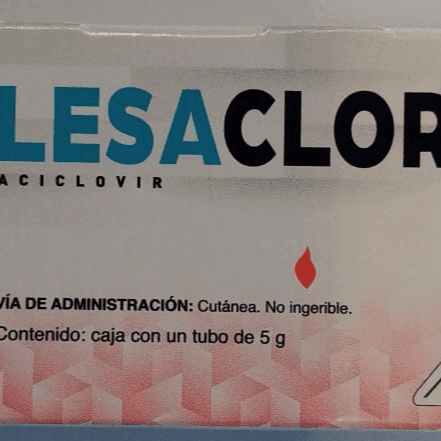 LESACLOR
ACICLOVIR
VÍA DE ADMINISTRACIÓN: Cutánea. No ingerible.
Contenido: caja con un tubo de 5 g